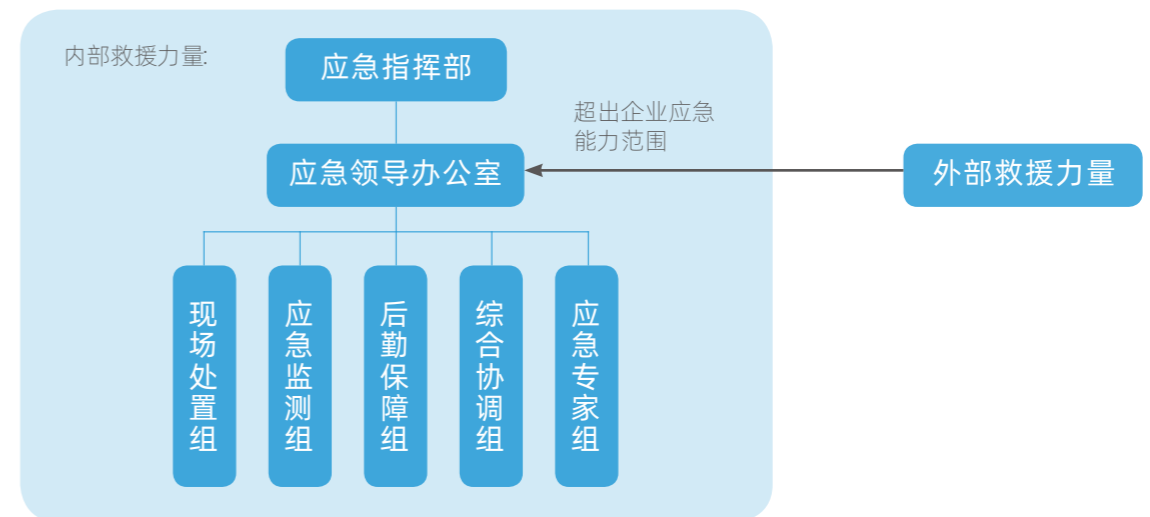 内部救援力量:
应急指挥部
超出企业应急
能力范围
应急领导办公室
外部救援力量
现场处置组
应急监测组
后勤保障组
综合协调组
应急专家组